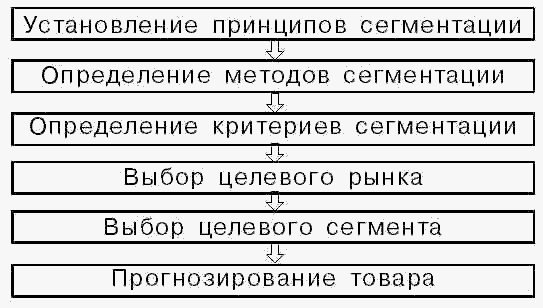 Установление принципов сегментации
Определение методов сегментации
Определение критериев сегментации
Выбор целевого рынка
Выбор целевого сегмента
Прогнозирование товара